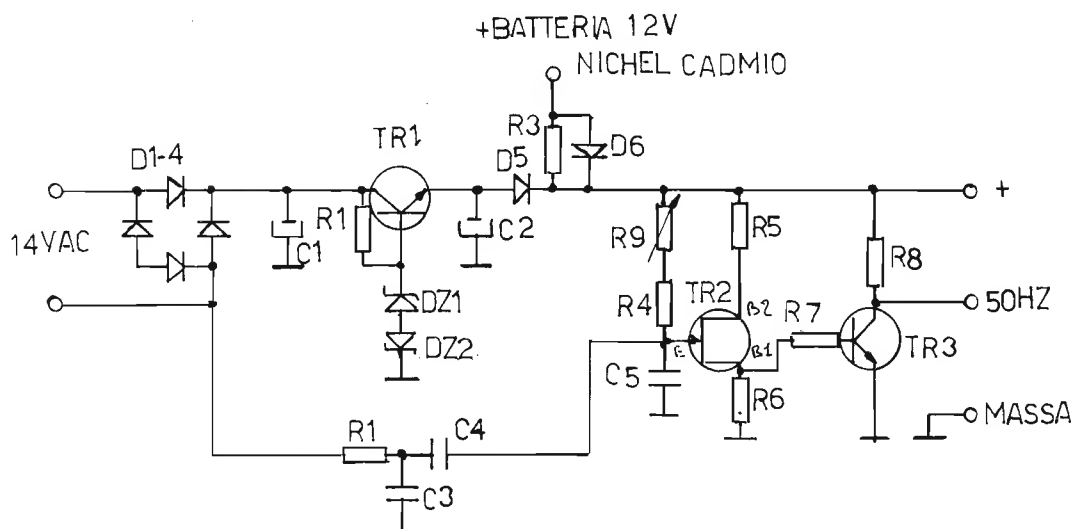 +BATTERIA 12V
NICHEL CADMIO
TR1
R3
D6
D1-4
D5
+
14VAC
C1
R1
C2
R9
R5
R8
DZ1
R4
TR2
B2
50HZ
DZ2
E
B1
R7
TR3
C5
R6
MASSA
R1
C4
C3